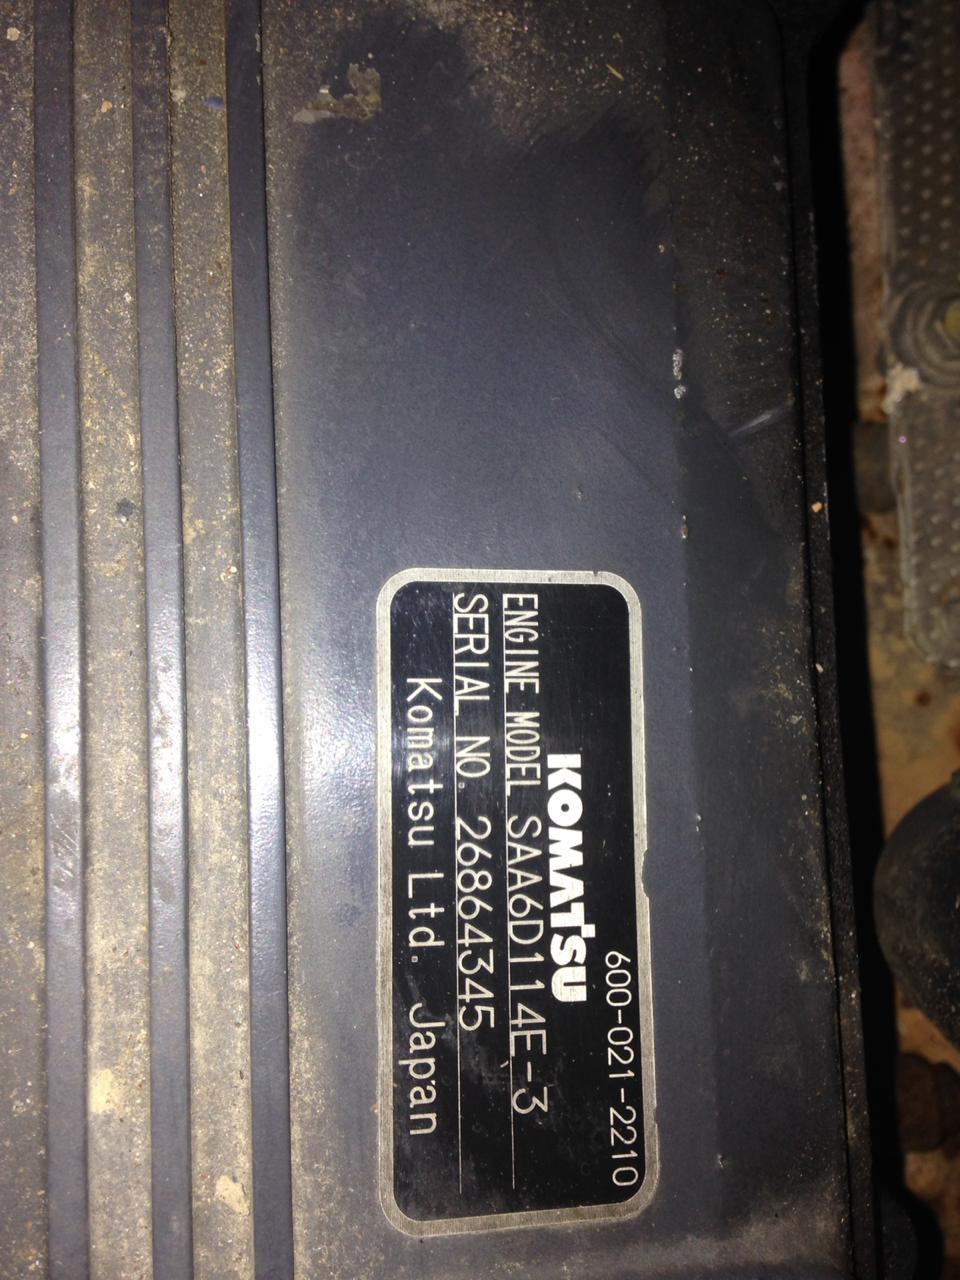 600-021-2210
KOMATSU
ENGINE MODEL SAA6D114E-3
SERIAL NO. 26864345
Komatsu Ltd. Japan